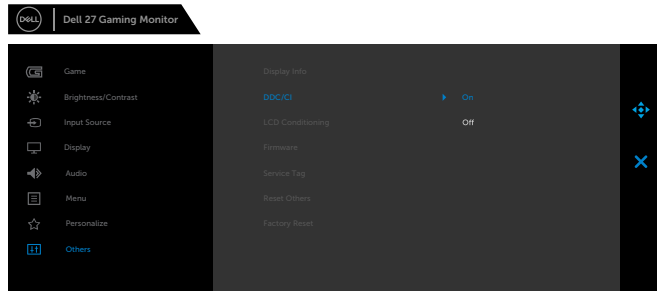 DELL
Dell 27 Gaming Monitor
Game
Display Info
Brightness/Contrast
DDC/CI
On
Input Source
LCD Conditioning
Off
Display
Firmware
Audio
Service Tag
Menu
Reset Others
Personalize
Factory Reset
Others